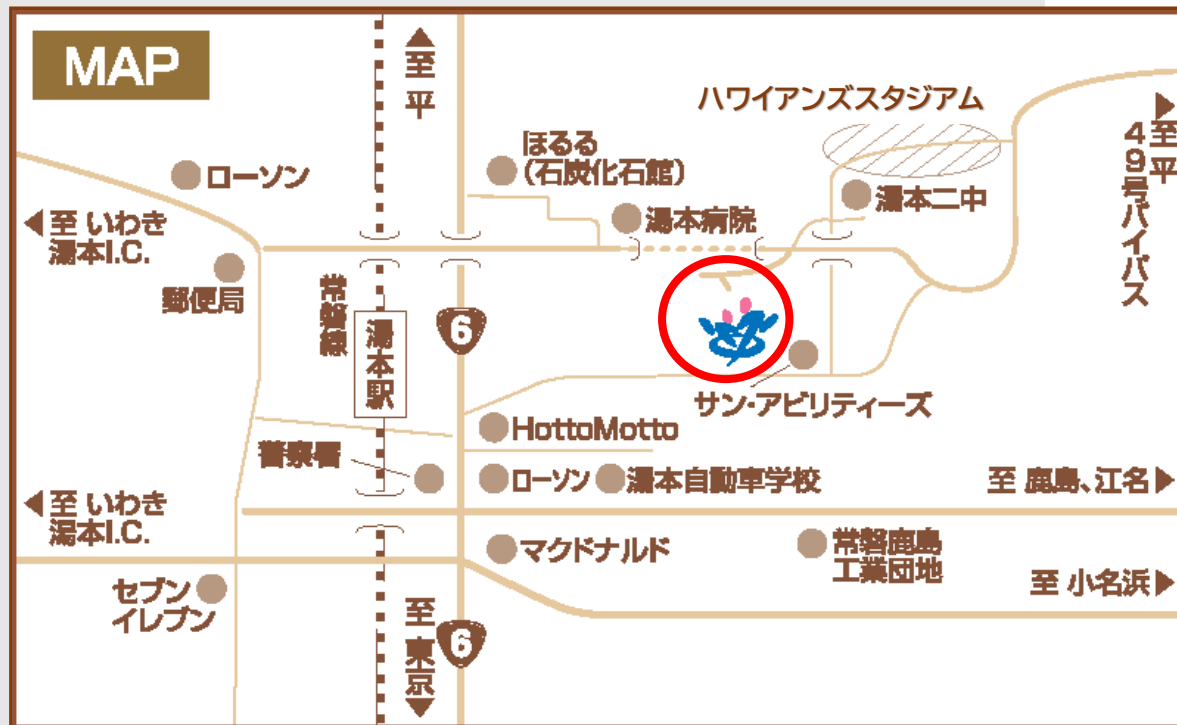 MAP
至 平
ハワイアンズスタジアム
至 平
49号バイパス
ほるる
(石炭化石館)
ローソン
湯本二中
湯本病院
至 いわき
湯本I.C.
郵便局
常磐線
湯本駅
6
サン・アビリティーズ
HottoMotto
警察署
ローソン
湯本自動車学校
至 鹿島、江名
至 いわき
湯本I.C.
マクドナルド
常磐鹿島
工業団地
セブン
イレブン
至 小名浜
至 東京
6